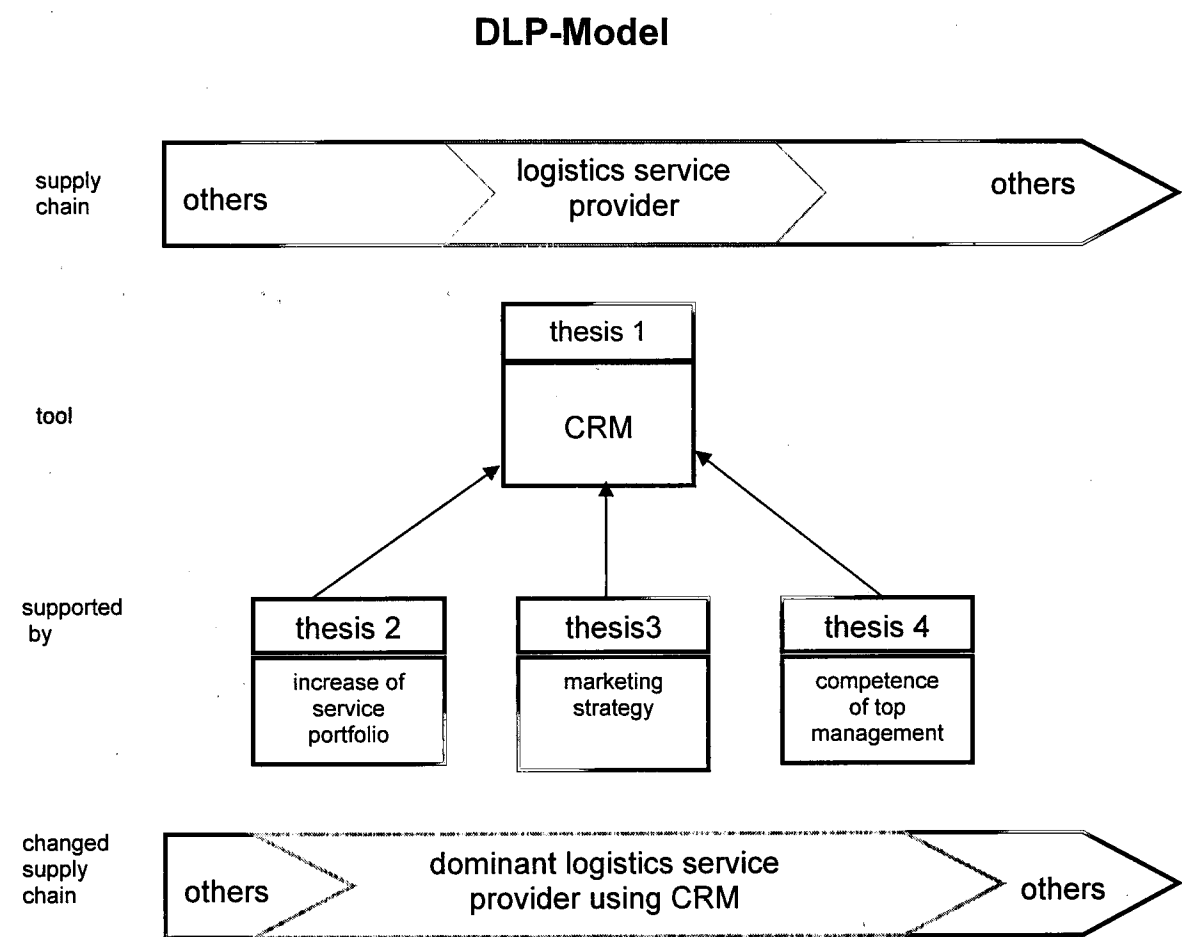 DLP-Model
supply
chain
others
logistics service
provider
others
thesis 1
tool
CRM
supported
by
thesis 2
thesis3
thesis 4
increase of
service
portfolio
marketing
strategy
competence
of top
management
changed
supply
chain
others
dominant logistics service
provider using CRM
others